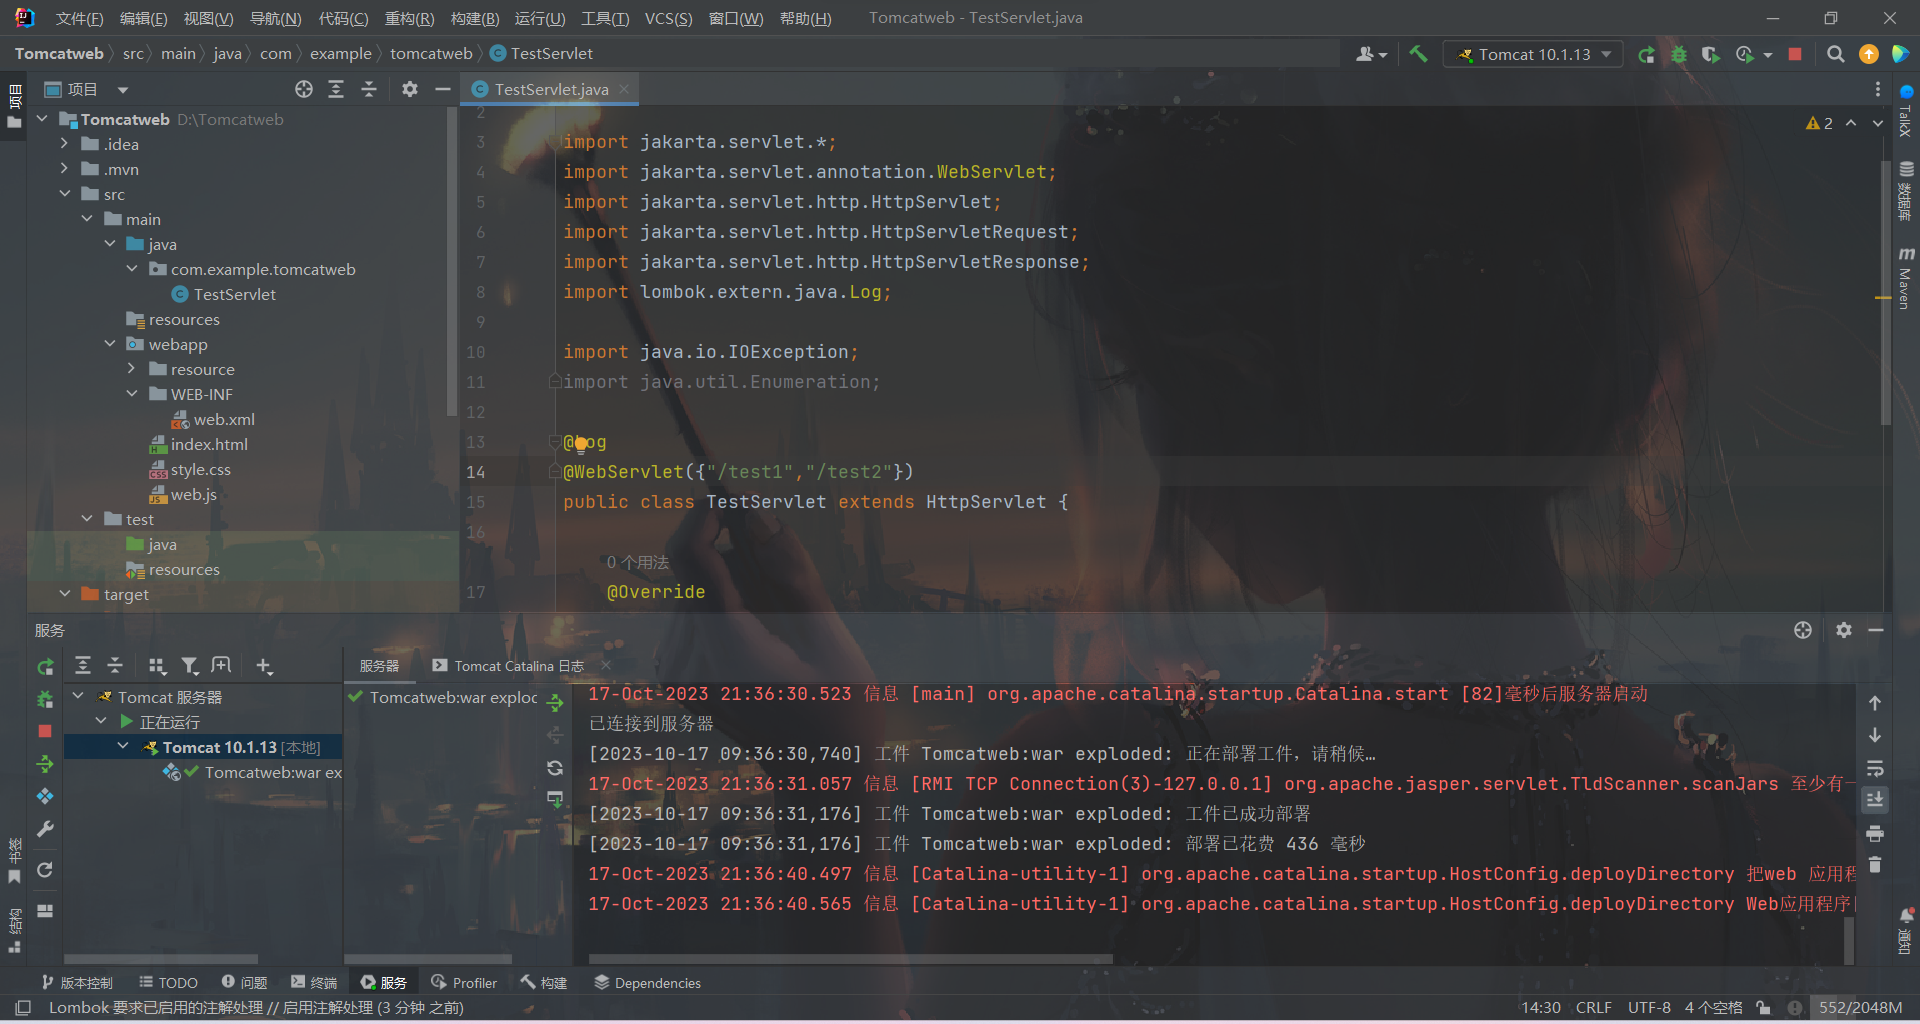 文件(F) 编辑(E) 视图(V) 导航(N) 代码(C) 重构(R) 构建(B) 运行(U) 工具(T) VCS(S) 窗口(W) 帮助(H) Tomcatweb - TestServlet.java
Tomcatweb src main java com example tomcatweb TestServlet
Tomcat 10.1.13
项目
项目
TestServlet.java
Tomcatweb D:\Tomcatweb
.idea
.mvn
src
main
java
com.example.tomcatweb
TestServlet
resources
webapp
resource
WEB-INF
web.xml
index.html
style.css
web.js
test
java
resources
target
2
2
3 import jakarta.servlet.*;
4 import jakarta.servlet.annotation.WebServlet;
5 import jakarta.servlet.http.HttpServlet;
6 import jakarta.servlet.http.HttpServletRequest;
7 import jakarta.servlet.http.HttpServletResponse;
8 import lombok.extern.java.Log;
9
10 import java.io.IOException;
11 import java.util.Enumeration;
12
13 @Log
14 @WebServlet({"/test1","/test2"})
15 public class TestServlet extends HttpServlet {
16
0 个用法
17 @Override
TalkX
数据库
Maven
通知
服务
服务器 Tomcat Catalina 日志
Tomcat 服务器
正在运行
Tomcat 10.1.13 [本地]
Tomcatweb:war ex
Tomcatweb:war exploc
17-Oct-2023 21:36:30.523 信息 [main] org.apache.catalina.startup.Catalina.start [82]毫秒后服务器启动
已连接到服务器
[2023-10-17 09:36:30,740] 工件 Tomcatweb:war exploded: 正在部署工件，请稍候…
17-Oct-2023 21:36:31.057 信息 [RMI TCP Connection(3)-127.0.0.1] org.apache.jasper.servlet.TldScanner.scanJars 至少有一
[2023-10-17 09:36:31,176] 工件 Tomcatweb:war exploded: 工件已成功部署
[2023-10-17 09:36:31,176] 工件 Tomcatweb:war exploded: 部署已花费 436 毫秒
17-Oct-2023 21:36:40.497 信息 [Catalina-utility-1] org.apache.catalina.startup.HostConfig.deployDirectory 把web 应用程
17-Oct-2023 21:36:40.565 信息 [Catalina-utility-1] org.apache.catalina.startup.HostConfig.deployDirectory Web应用程序
书签
结构
版本控制 TODO 问题 终端 服务 Profiler 构建 Dependencies
Lombok 要求已启用的注解处理 // 启用注解处理 (3 分钟 之前)
14:30 CRLF UTF-8 4 个空格 552/2048M